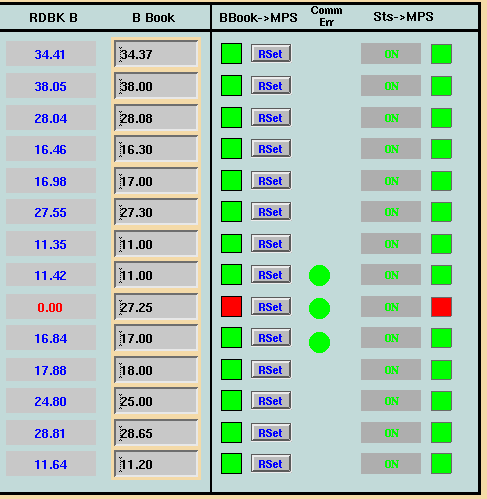 RDBK B B Book BBook->MPS Comm Err Sts->MPS
34.41 34.37 RSet ON
38.05 38.00 RSet ON
28.04 28.08 RSet ON
16.46 16.30 RSet ON
16.98 17.00 RSet ON
27.55 27.30 RSet ON
11.35 11.00 RSet ON
11.42 11.00 RSet ON
0.00 27.25 RSet ON
16.84 17.00 RSet ON
17.88 18.00 RSet ON
24.80 25.00 RSet ON
28.81 28.65 RSet ON
11.64 11.20 RSet ON